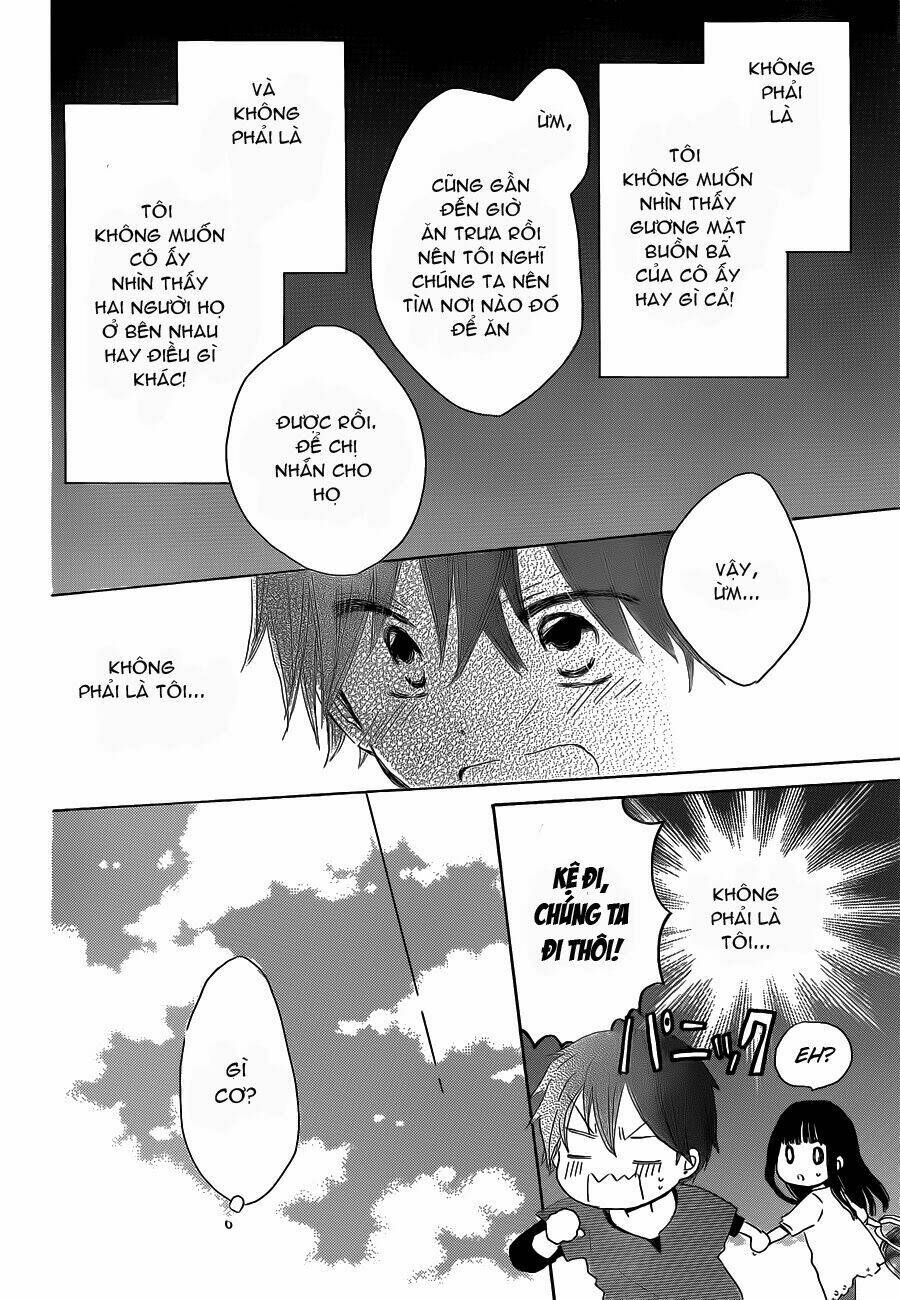 KHÔNG
PHẢI
LÀ
TÔI
KHÔNG MUỐN
NHÌN THẤY
GƯƠNG MẶT
BUỒN BÃ
CỦA CÔ ẤY
HAY GÌ CẢ!
ỪM,
CŨNG GẦN
ĐẾN GIỜ
ĂN TRƯA RỒI
NÊN TÔI NGHĨ
CHÚNG TA NÊN
TÌM NƠI NÀO ĐÓ
ĐỂ ĂN
VÀ
KHÔNG
PHẢI LÀ
TÔI
KHÔNG MUỐN
CÔ ẤY
NHÌN THẤY
HAI NGƯỜI HỌ
Ở BÊN NHAU
HAY ĐIỀU GÌ
KHÁC!
ĐƯỢC RỒI.
ĐỂ CHỊ
NHẮN CHO
HỌ
VẬY,
ỪM...
KHÔNG
PHẢI LÀ TÔI...
KHÔNG
PHẢI LÀ
TÔI...
KỆ ĐI,
CHÚNG TA
ĐI THÔI!
パニック
EH?
GÌ
CƠ?